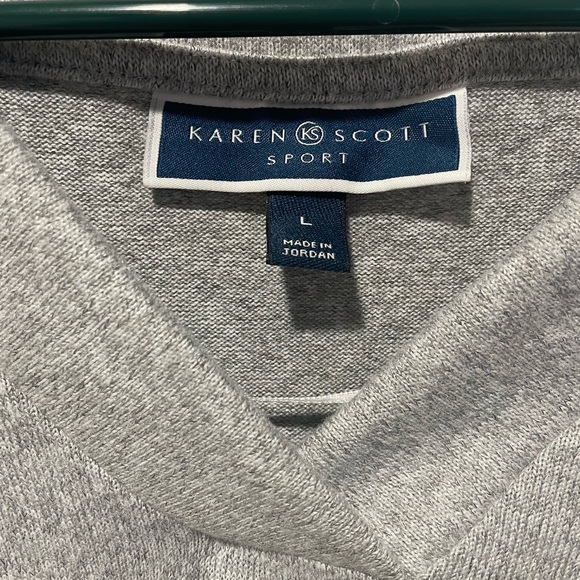 KAREN KS SCOTT
SPORT
L
MADE IN
JORDAN